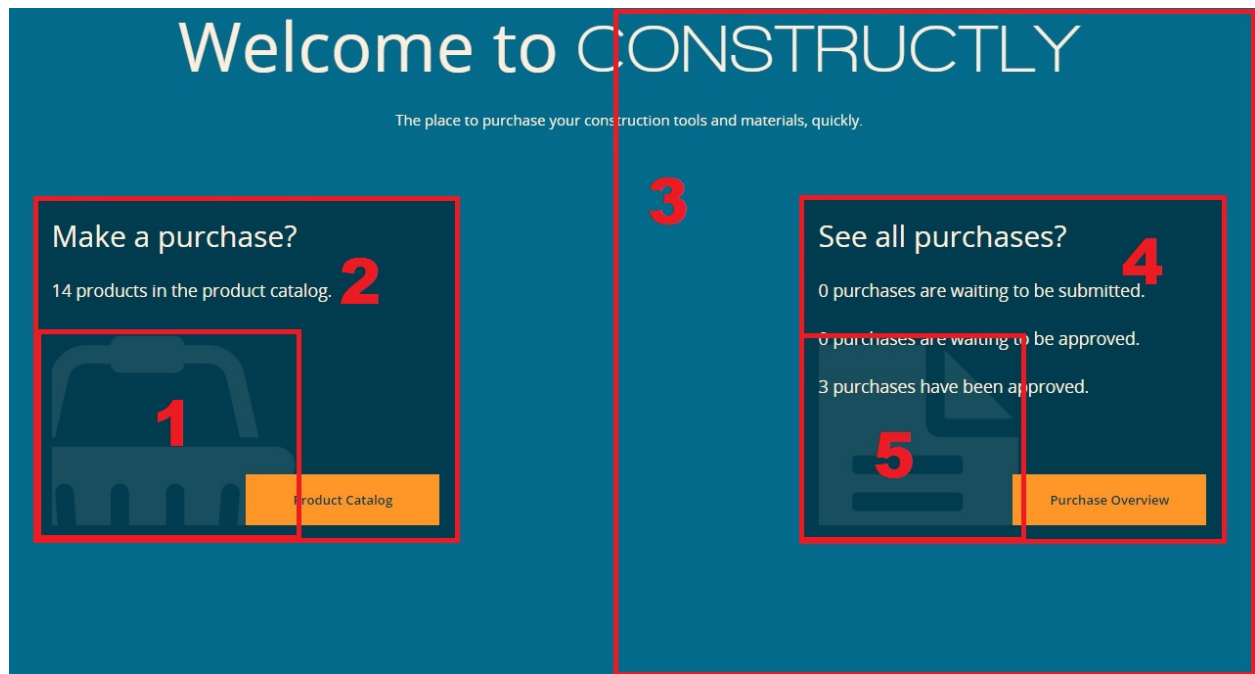 Welcome to CONSTRUCTLY
The place to purchase your construction tools and materials, quickly.
3
Make a purchase?
14 products in the product catalog.
2
1
Product Catalog
See all purchases?
4
0 purchases are waiting to be submitted.
0 purchases are waiting to be approved.
3 purchases have been approved.
5
Purchase Overview